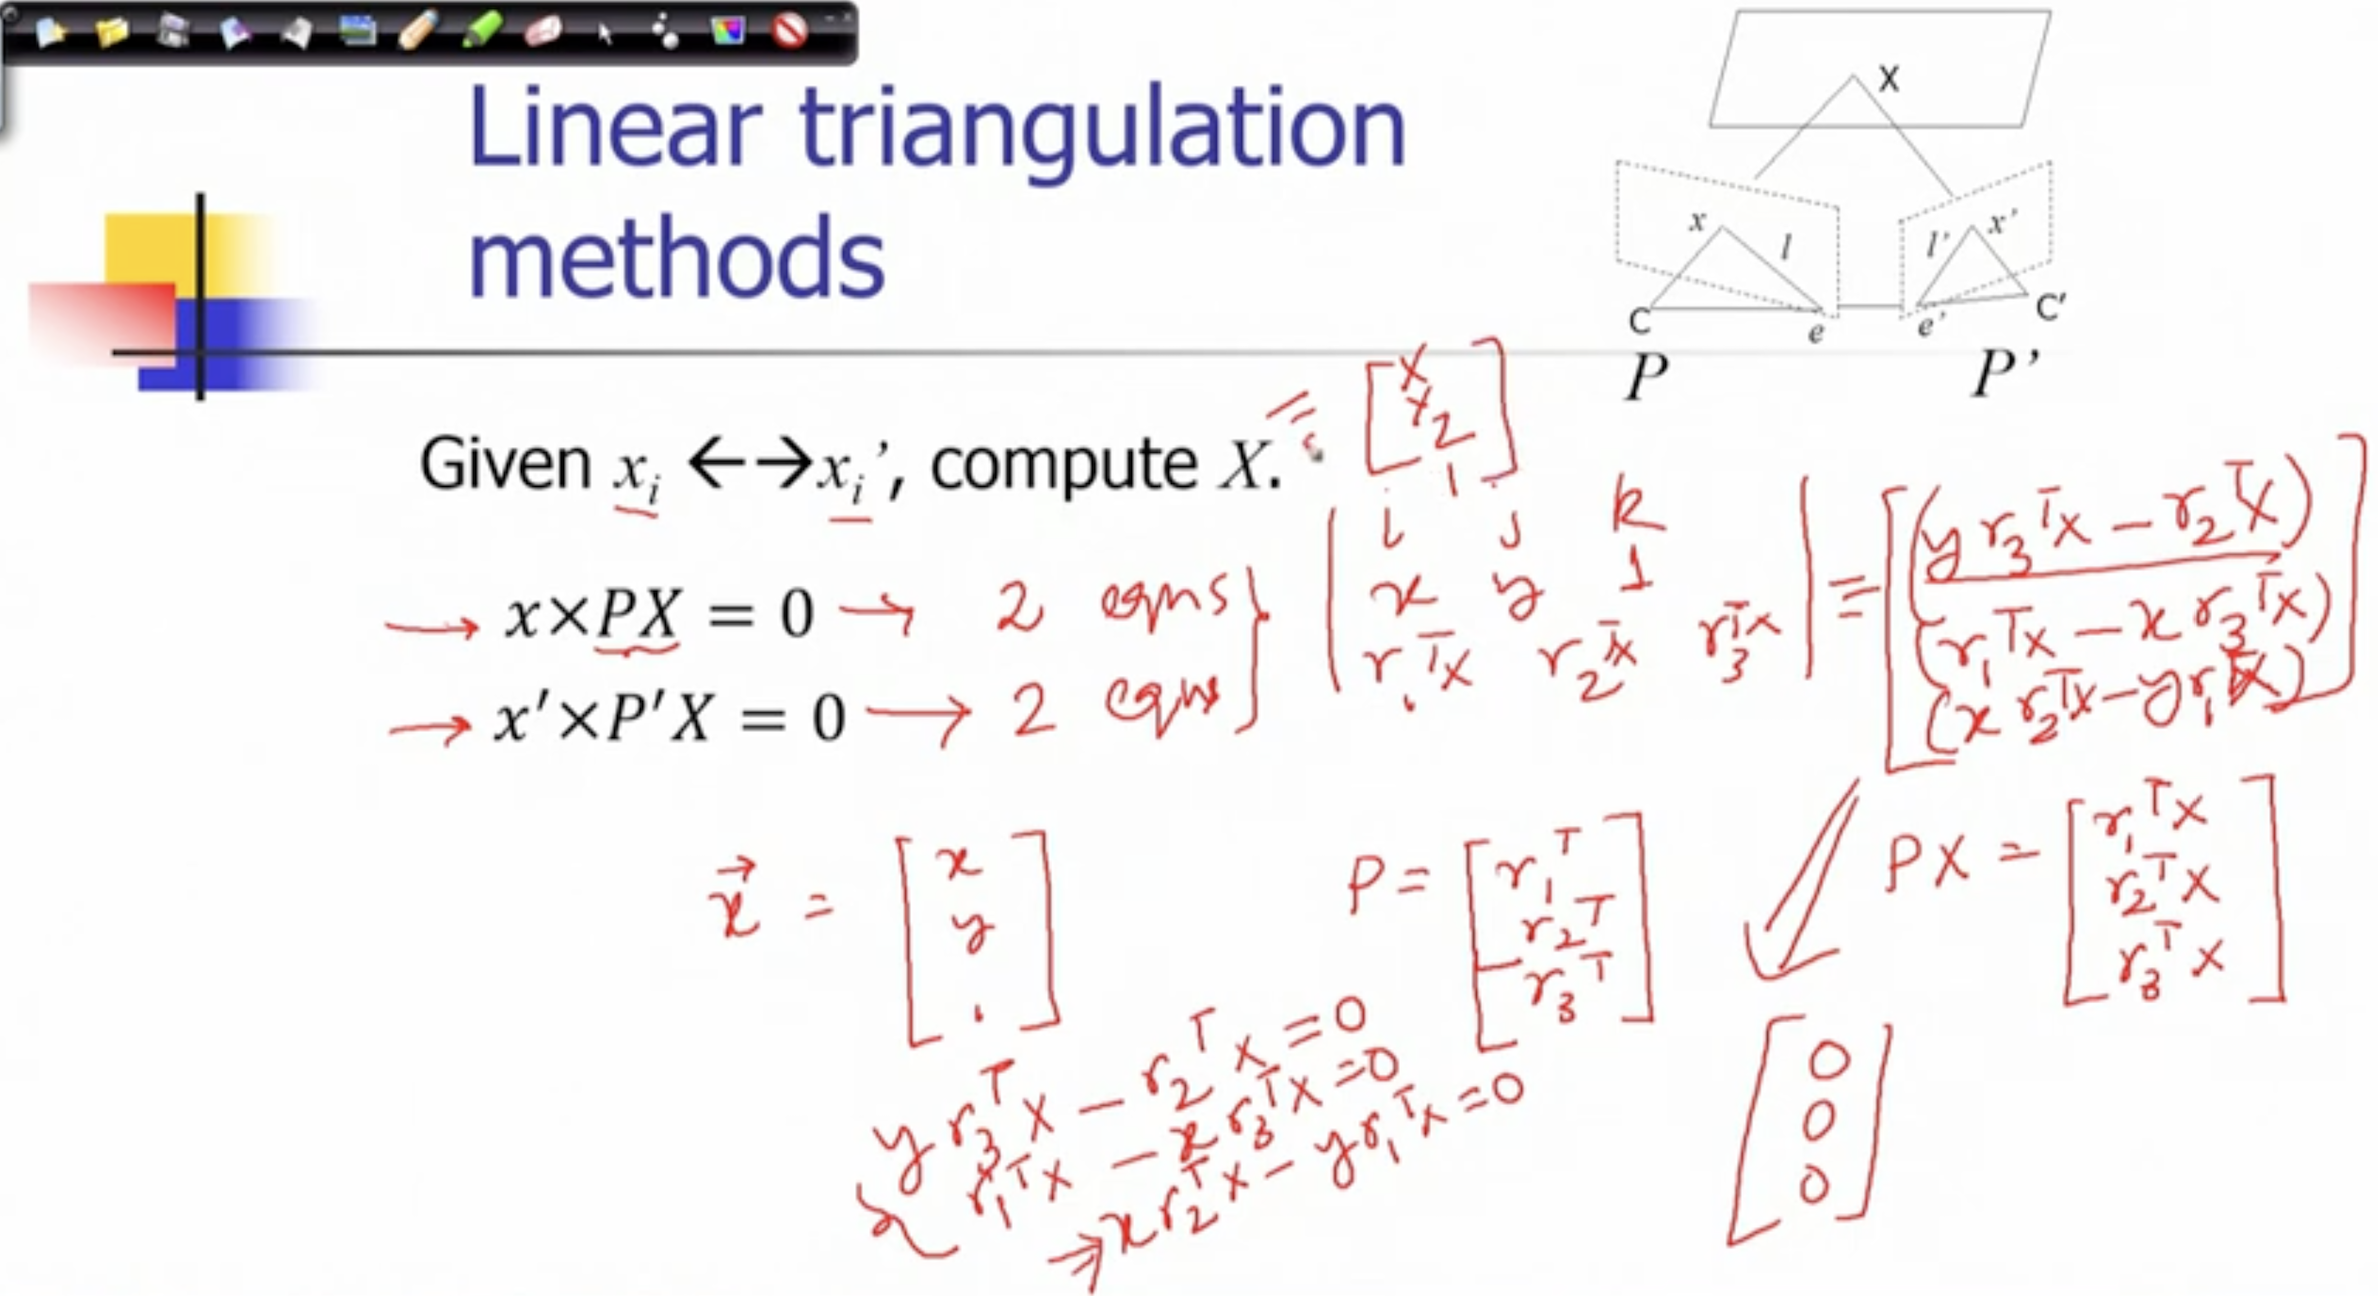 Linear triangulation
methods
X
x
l
l'
x'
C
e
e'
C'
P
P'
Given xᵢ ←→xᵢ', compute X. = [X Y Z 1]
x×PX = 0 → 2 eqns
x'×P'X = 0 → 2 eqns
| i j k
x y 1
r₁ᵀX r₂ᵀX r₃ᵀX | =
[(y r₃ᵀX − r₂ᵀX)
(r₁ᵀX − x r₃ᵀX)
(x r₂ᵀX − y r₁ᵀX)]
x⃗ = [x y 1]
P = [r₁ᵀ r₂ᵀ r₃ᵀ]
PX = [r₁ᵀX r₂ᵀX r₃ᵀX]
y r₃ᵀX − r₂ᵀX = 0
r₁ᵀX − x r₃ᵀX = 0
→ x r₂ᵀX − y r₁ᵀX = 0
[0 0 0]